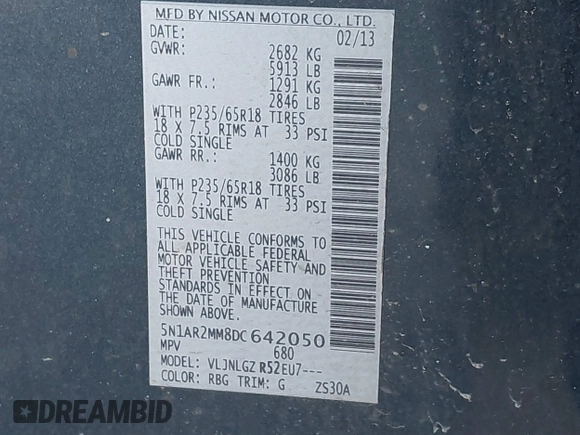 MFD BY NISSAN MOTOR CO., LTD.
DATE: 02/13
GVWR: 2682 KG
5913 LB
GAWR FR.: 1291 KG
2846 LB
WITH P235/65R18 TIRES
18 X 7.5 RIMS AT 33 PSI
COLD SINGLE
GAWR RR.: 1400 KG
3086 LB
WITH P235/65R18 TIRES
18 X 7.5 RIMS AT 33 PSI
COLD SINGLE
THIS VEHICLE CONFORMS TO
ALL APPLICABLE FEDERAL
MOTOR VEHICLE SAFETY AND
THEFT PREVENTION
STANDARDS IN EFFECT ON
THE DATE OF MANUFACTURE
SHOWN ABOVE.
5N1AR2MM8DC642050
MPV 680
MODEL: VLJNLGZ R52EU7---
COLOR: RBG TRIM: G ZS30A
DREAMBID